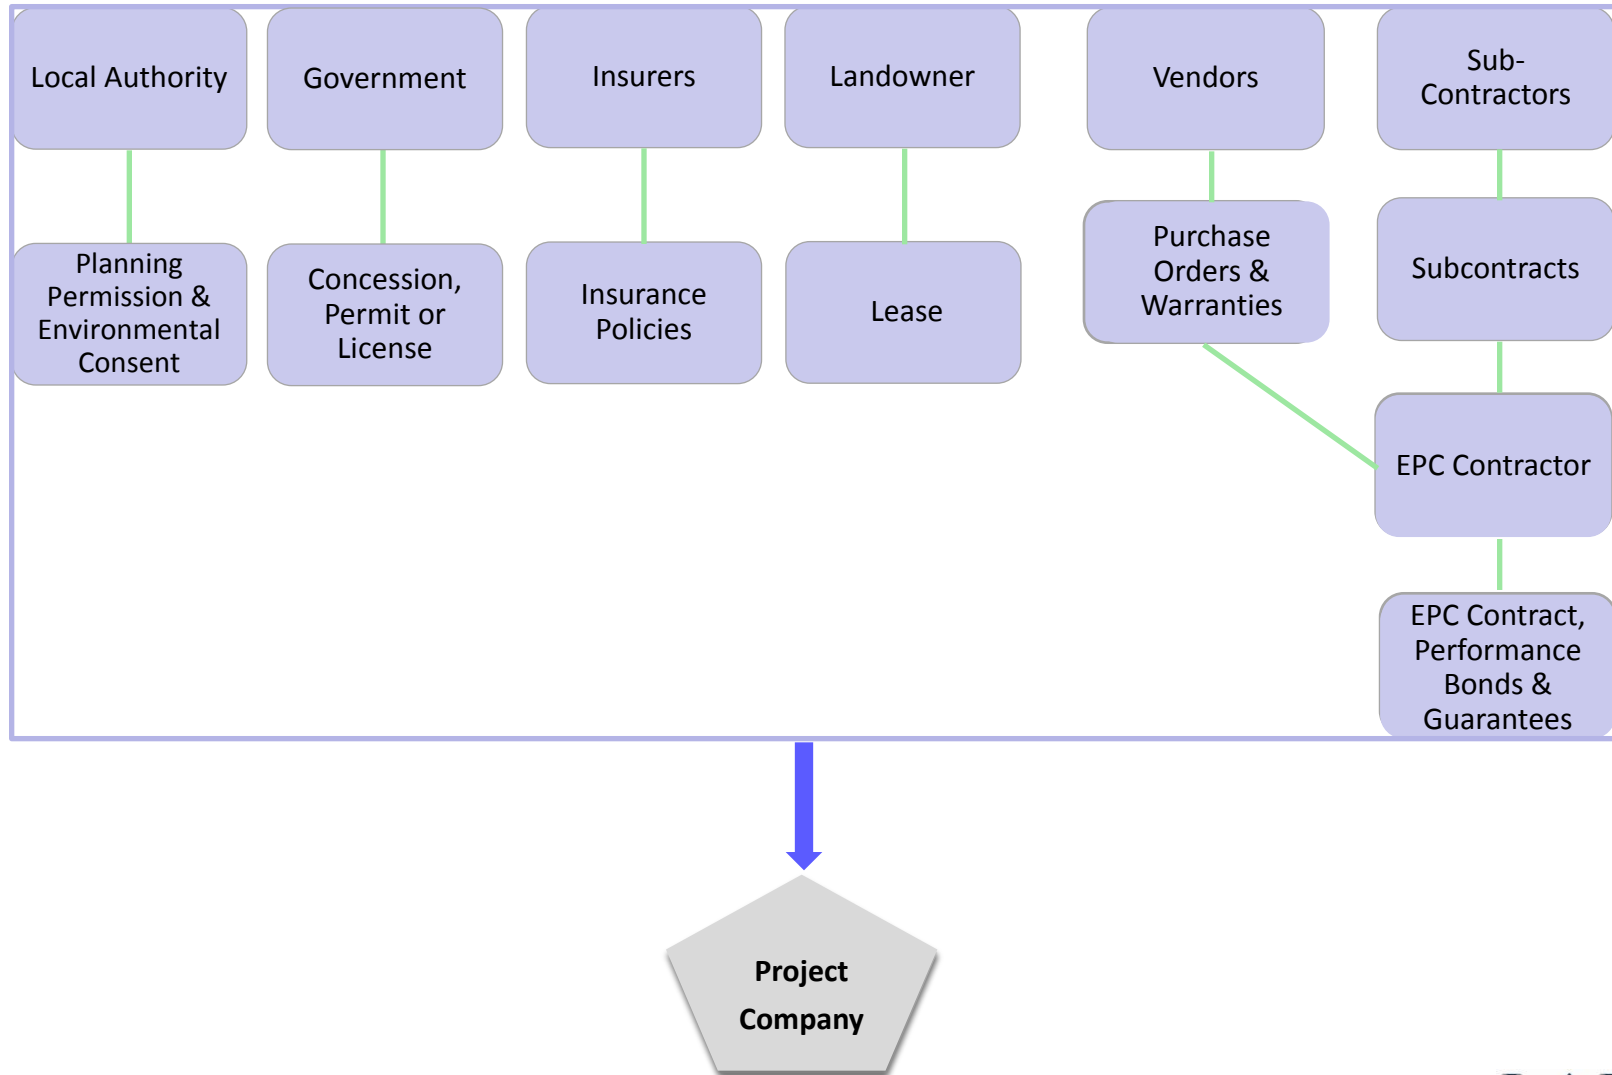 Local Authority
Government
Insurers
Landowner
Vendors
Sub-
Contractors
Planning
Permission &
Environmental
Consent
Concession,
Permit or
License
Insurance
Policies
Lease
Purchase
Orders &
Warranties
Subcontracts
EPC Contractor
EPC Contract,
Performance
Bonds &
Guarantees
Project
Company